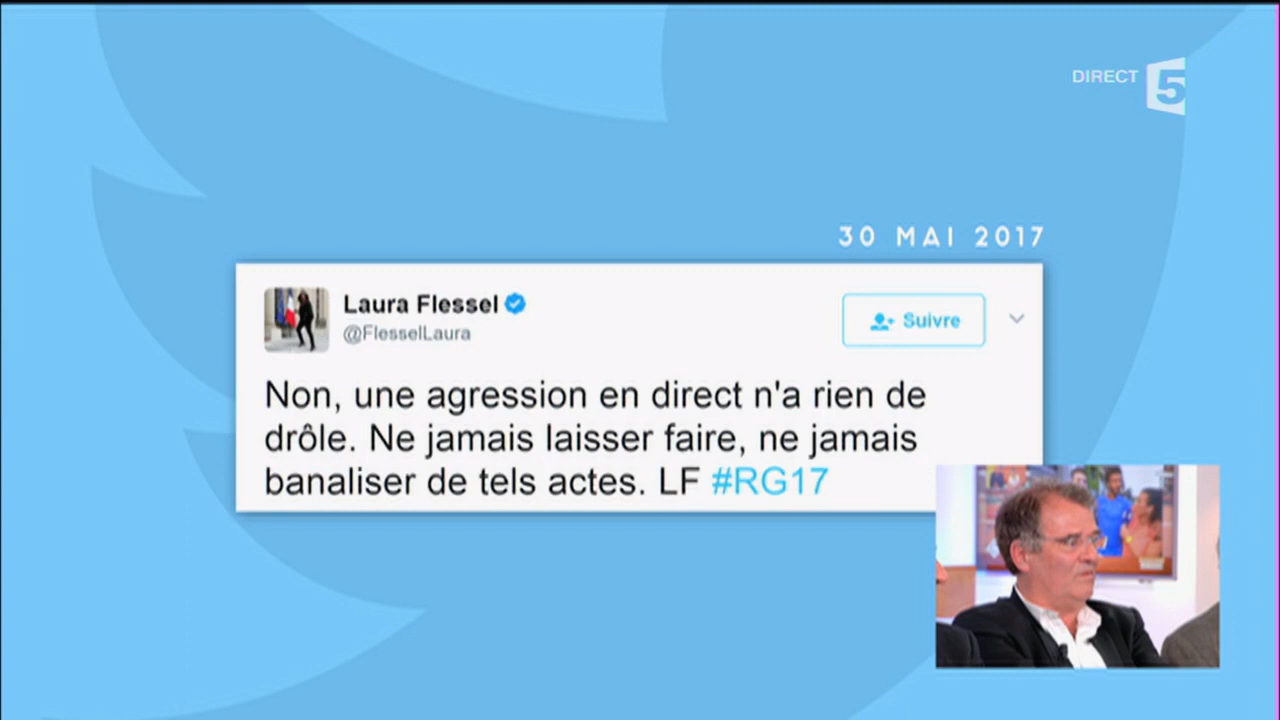 DIRECT 5
30 MAI 2017
Laura Flessel
@FlesselLaura
Suivre
Non, une agression en direct n'a rien de
drôle. Ne jamais laisser faire, ne jamais
banaliser de tels actes. LF #RG17